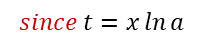 since t = x ln a